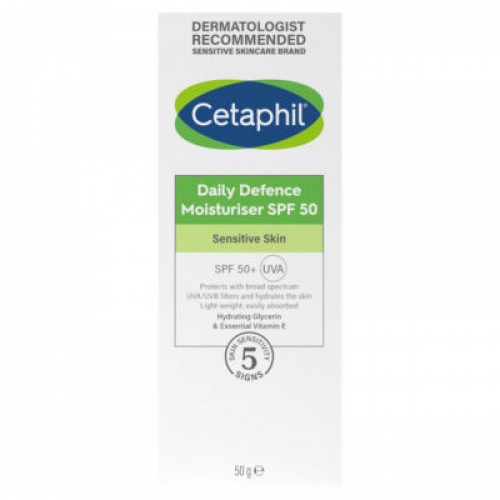 DERMATOLOGIST
RECOMMENDED
SENSITIVE SKINCARE BRAND
Cetaphil®
Daily Defence
Moisturiser SPF 50
Sensitive Skin
SPF 50+ UVA
Protects with broad spectrum
UVA/UVB filters and hydrates the skin
Light-weight, easily absorbed
Hydrating Glycerin
& Essential Vitamin E
SKIN SENSITIVITY
5
SIGNS
50 g ℮